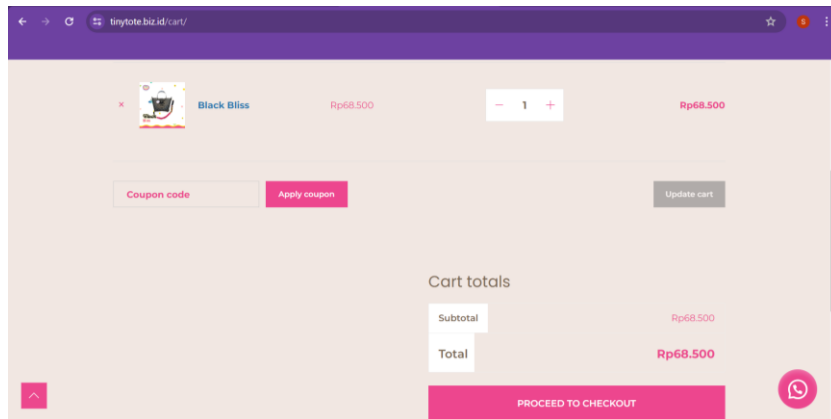 tinytote.biz.id/cart/
S
× Black Bliss Rp68.500 − 1 + Rp68.500
Coupon code Apply coupon Update cart
Cart totals
Subtotal Rp68.500
Total Rp68.500
PROCEED TO CHECKOUT